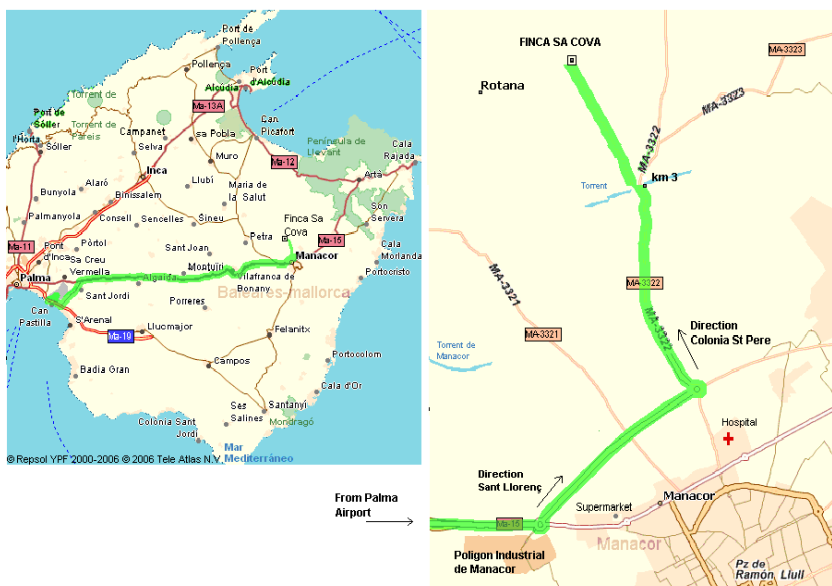 Port de
Pollença
Pollença
Port
d'Alcúdia
Alcúdia
Torrent de
Ma-13A
Port de
Sóller
Torrent de
Pareis
Campanet
sa Pobla
Can
Picafort
l'Horta
Sóller
Selva
Península de
Llevant
Cala
Rajada
Muro
Ma-12
Inca
Artà
Alaró
Llubí
Bunyola
Binissalem
Maria de
la Salut
Son
Servera
Palmanyola
Consell
Sencelles
Sineu
Finca Sa
Cova
Ma-11
Pont
d'Inca
Pòrtol
Sant Joan
Petra
Ma-15
Cala
Morlanda
Sa Creu
Vermella
Manacor
Palma
Algaida
Montuïri
Vilafranca de
Bonany
Portocristo
Sant Jordi
Baleares-mallorca
Can
Pastilla
Porreres
S'Arenal
Llucmajor
Felanitx
Ma-19
Portocolom
Badia Gran
Campos
Cala d'Or
Ses
Salines
Santanyí
Colònia Sant
Jordi
Mondragó
Mar
Mediterráneo
© Repsol YPF 2000-2006 © 2006 Tele Atlas N.V.
From Palma
Airport
FINCA SA COVA
MA-3323
Rotana
MA-3323
MA-3322
km 3
Torrent
MA-3321
MA-3322
MA-3322
MA-3321
Direction
Colonia St Pere
Torrent de
Manacor
Hospital
Direction
Sant Llorenç
Manacor
Supermarket
Ma-15
Manacor
Poligon Industrial
de Manacor
Pz de
Ramón Llull